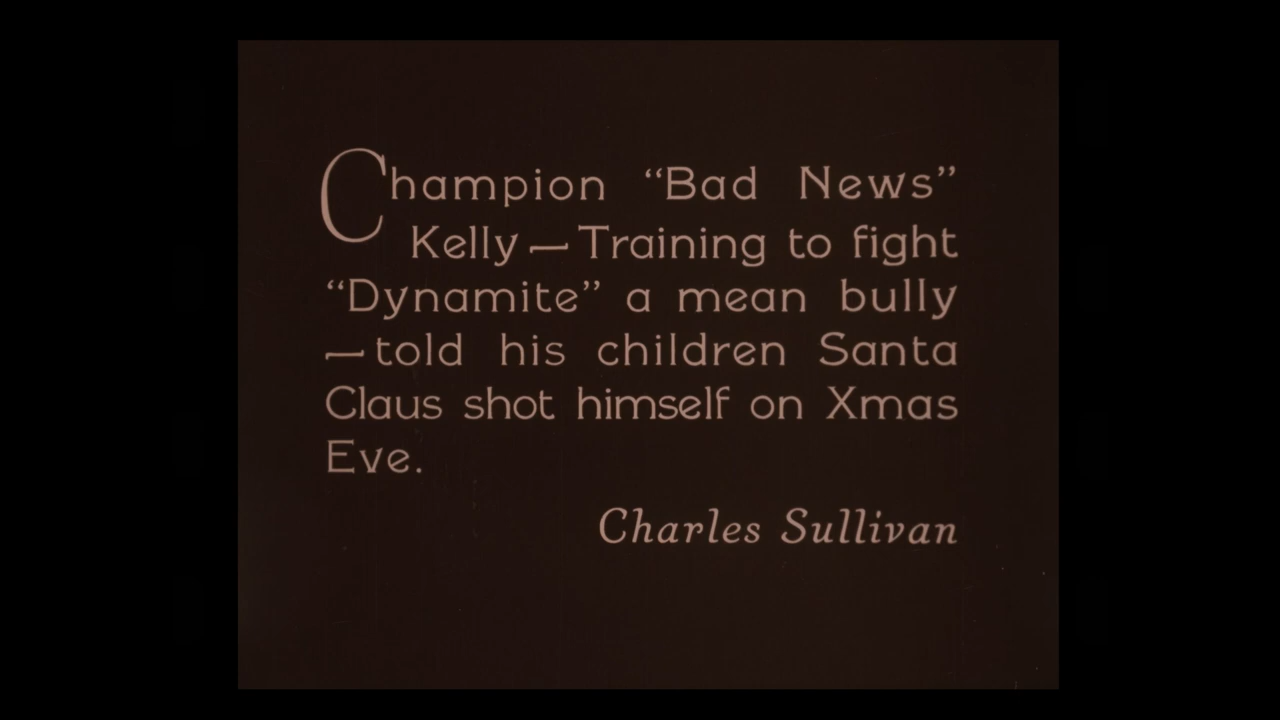 Champion “Bad News”
Kelly — Training to fight
“Dynamite” a mean bully
— told his children Santa
Claus shot himself on Xmas
Eve.
Charles Sullivan